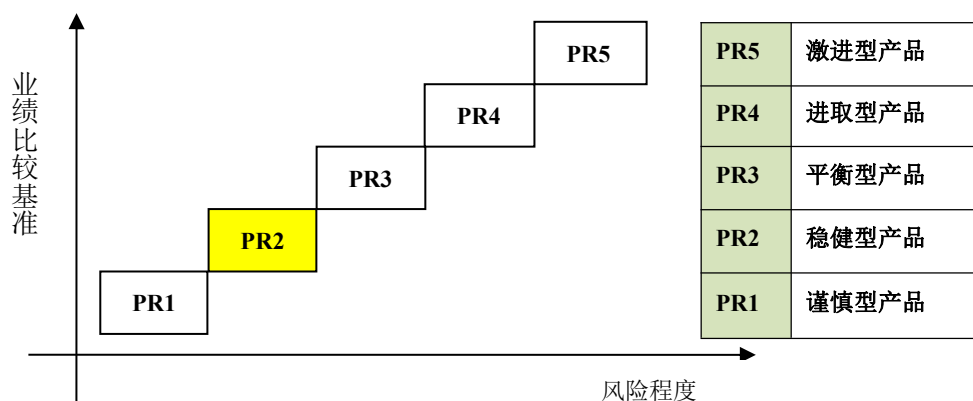 业绩比较基准
PR5
PR4
PR3
PR2
PR1
风险程度
PR5 激进型产品
PR4 进取型产品
PR3 平衡型产品
PR2 稳健型产品
PR1 谨慎型产品